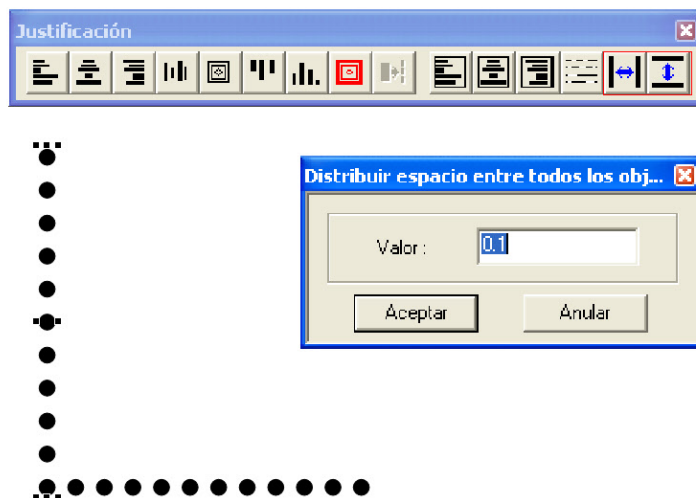 Justificación
Distribuir espacio entre todos los obj...
Valor :
0.1
Aceptar
Anular